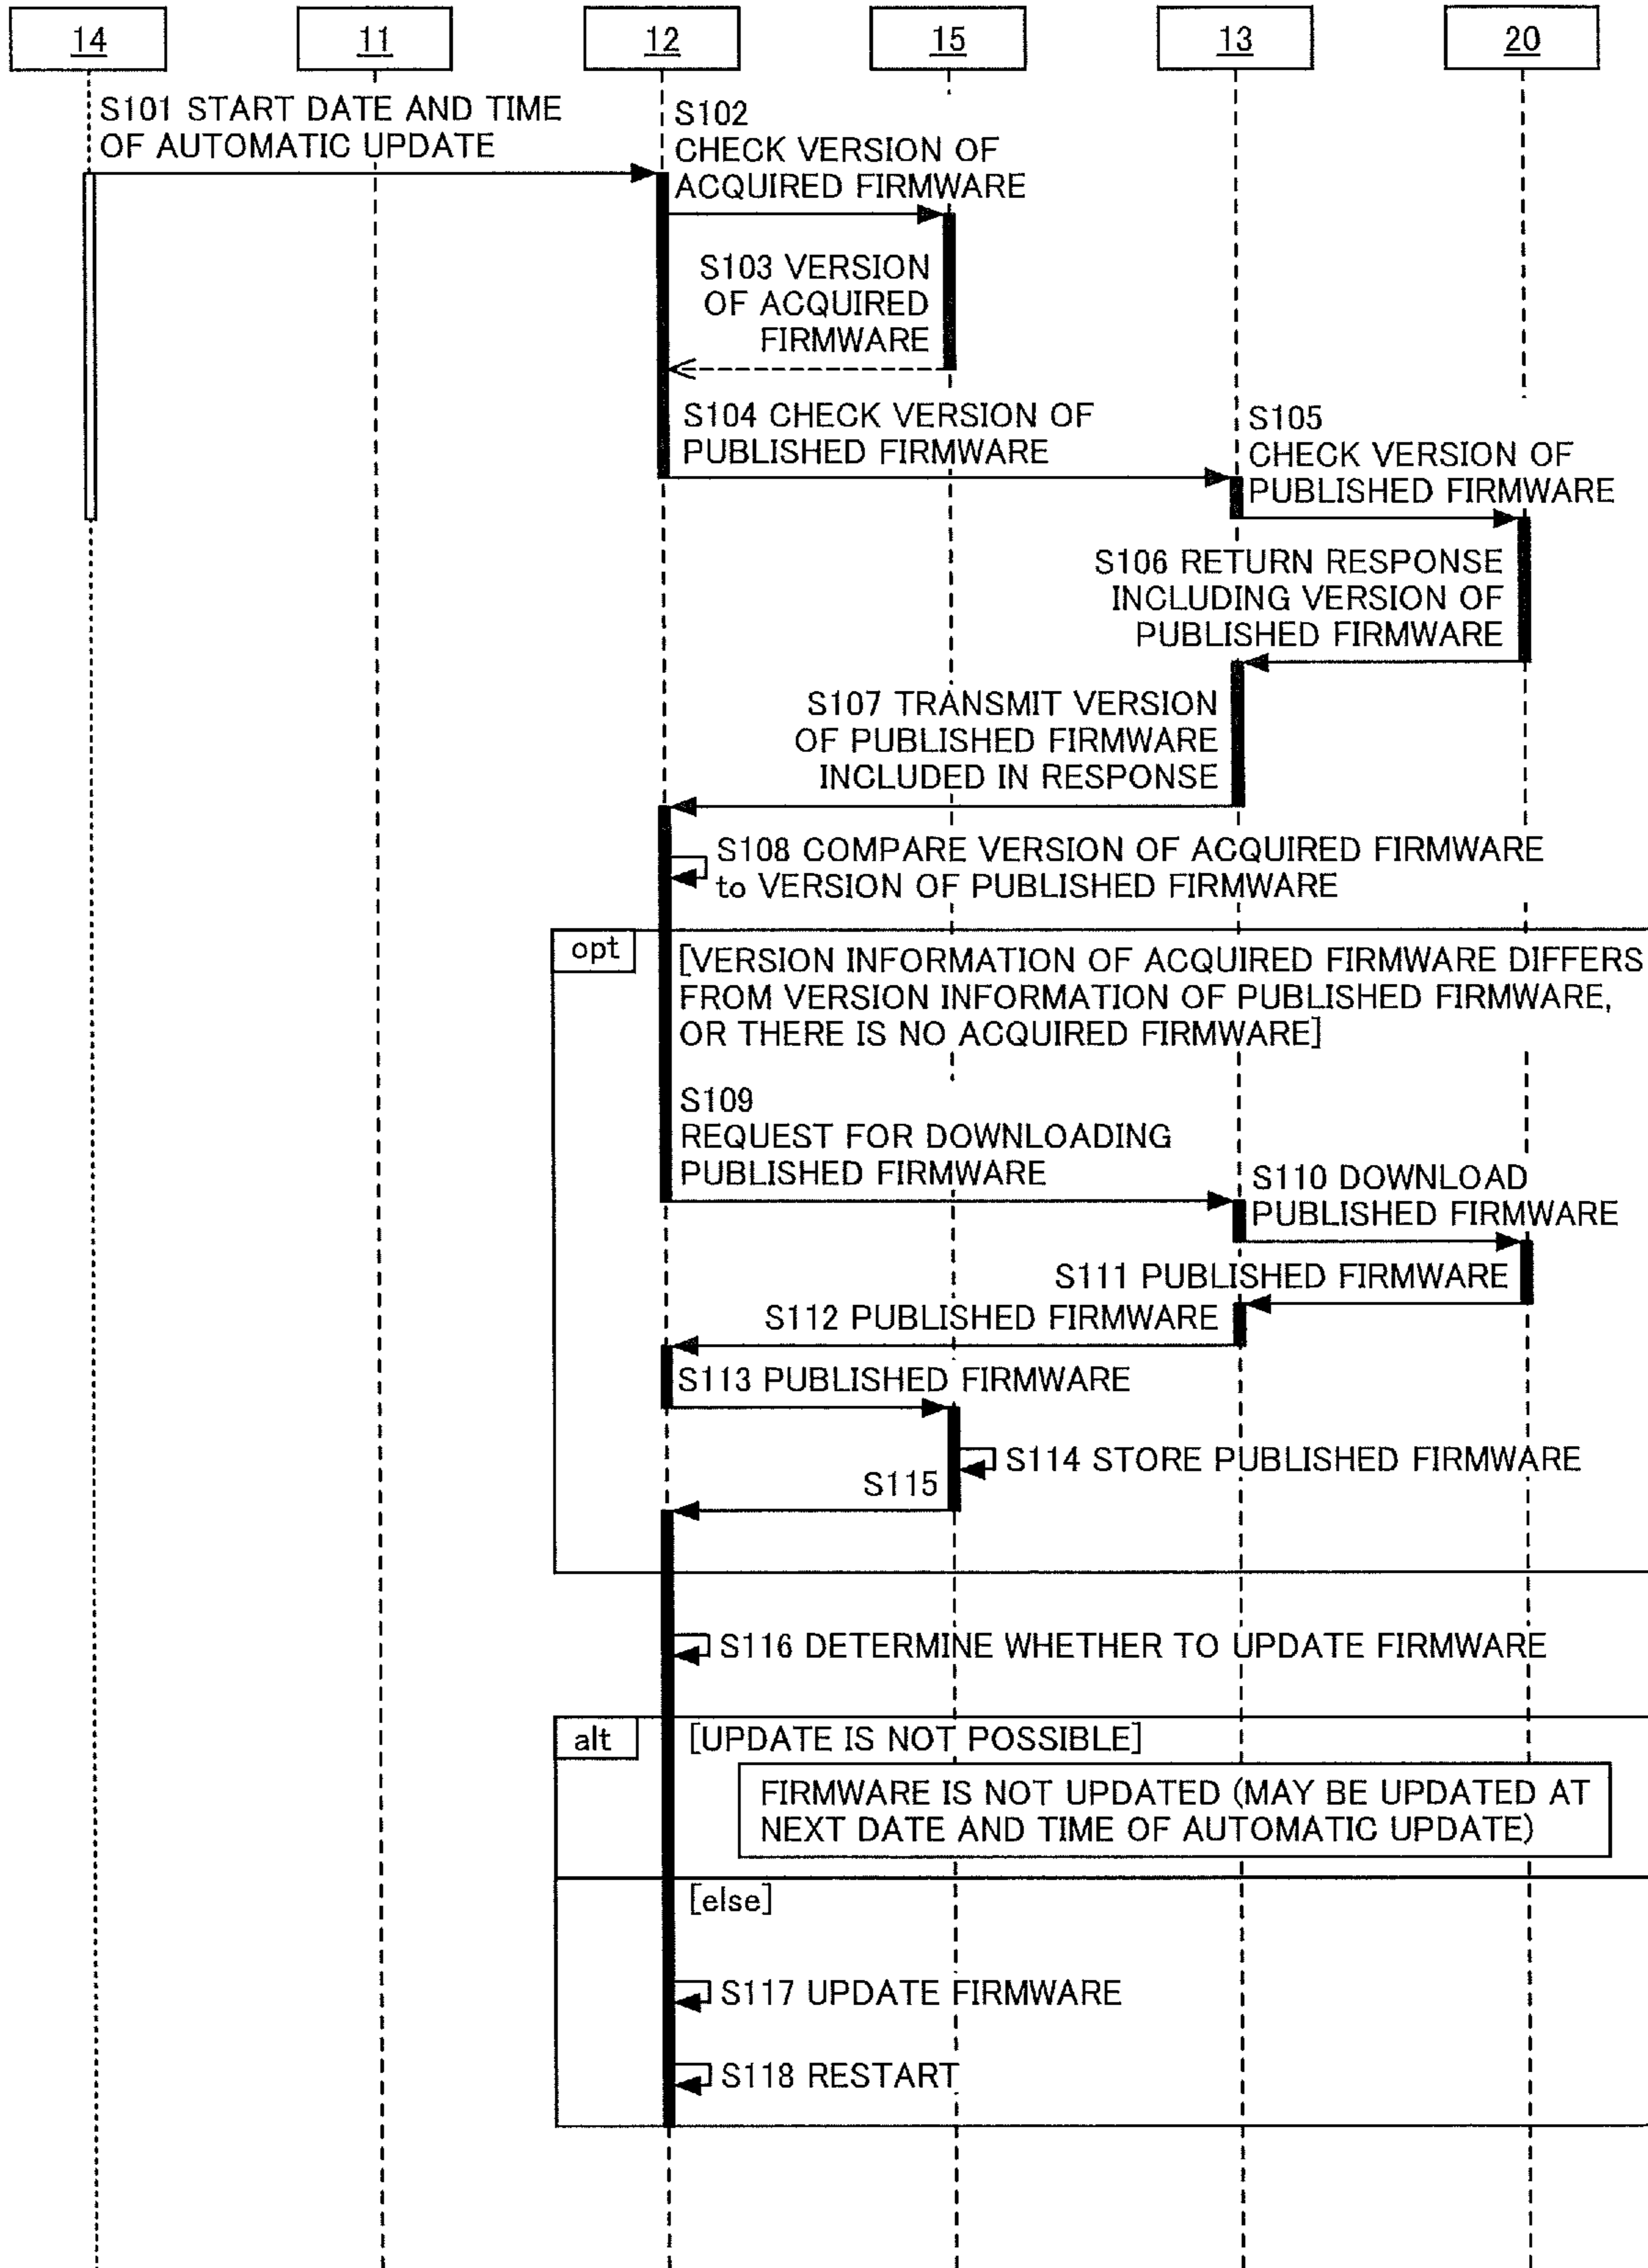 14
11
12
15
13
20
S101 START DATE AND TIME
OF AUTOMATIC UPDATE
S102
CHECK VERSION OF
ACQUIRED FIRMWARE
S103 VERSION
OF ACQUIRED
FIRMWARE
S104 CHECK VERSION OF
PUBLISHED FIRMWARE
S105
CHECK VERSION OF
PUBLISHED FIRMWARE
S106 RETURN RESPONSE
INCLUDING VERSION OF
PUBLISHED FIRMWARE
S107 TRANSMIT VERSION
OF PUBLISHED FIRMWARE
INCLUDED IN RESPONSE
S108 COMPARE VERSION OF ACQUIRED FIRMWARE
to VERSION OF PUBLISHED FIRMWARE
opt
[VERSION INFORMATION OF ACQUIRED FIRMWARE DIFFERS
FROM VERSION INFORMATION OF PUBLISHED FIRMWARE,
OR THERE IS NO ACQUIRED FIRMWARE]
S109
REQUEST FOR DOWNLOADING
PUBLISHED FIRMWARE
S110 DOWNLOAD
PUBLISHED FIRMWARE
S111 PUBLISHED FIRMWARE
S112 PUBLISHED FIRMWARE
S113 PUBLISHED FIRMWARE
S114 STORE PUBLISHED FIRMWARE
S115
S116 DETERMINE WHETHER TO UPDATE FIRMWARE
alt
[UPDATE IS NOT POSSIBLE]
FIRMWARE IS NOT UPDATED (MAY BE UPDATED AT
NEXT DATE AND TIME OF AUTOMATIC UPDATE)
[else]
S117 UPDATE FIRMWARE
S118 RESTART